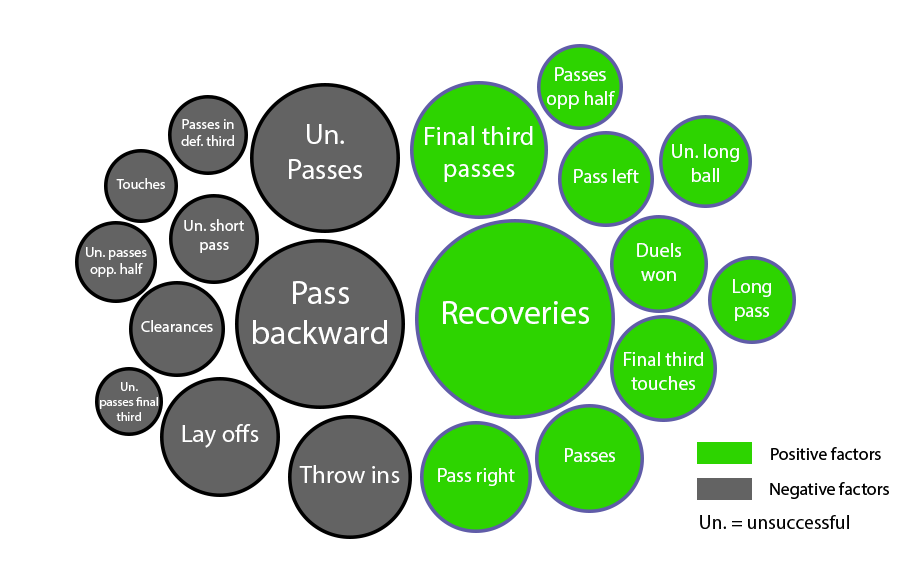 Passes
opp half
Passes in
def. third
Un.
Passes
Final third
passes
Pass left
Un. long
ball
Touches
Un. short
pass
Un. passes
opp. half
Duels
won
Pass
backward
Recoveries
Long
pass
Clearances
Final third
touches
Un.
passes final
third
Lay offs
Throw ins
Pass right
Passes
Positive factors
Negative factors
Un. = unsuccessful